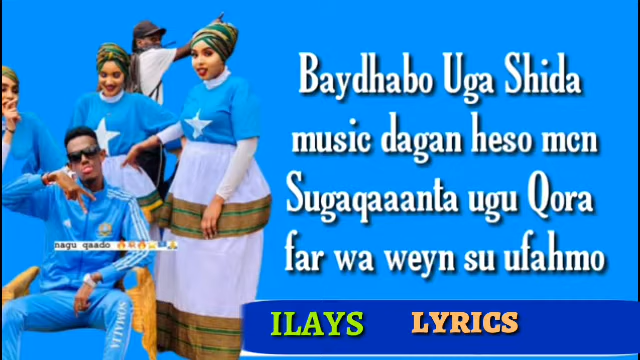 Baydhabo Uga Shida
music dagan heso mcn
Sugaqaaanta ugu Qora
far wa weyn su ufahmo
nagu qaado
SOMALIA
ILAYS LYRICS